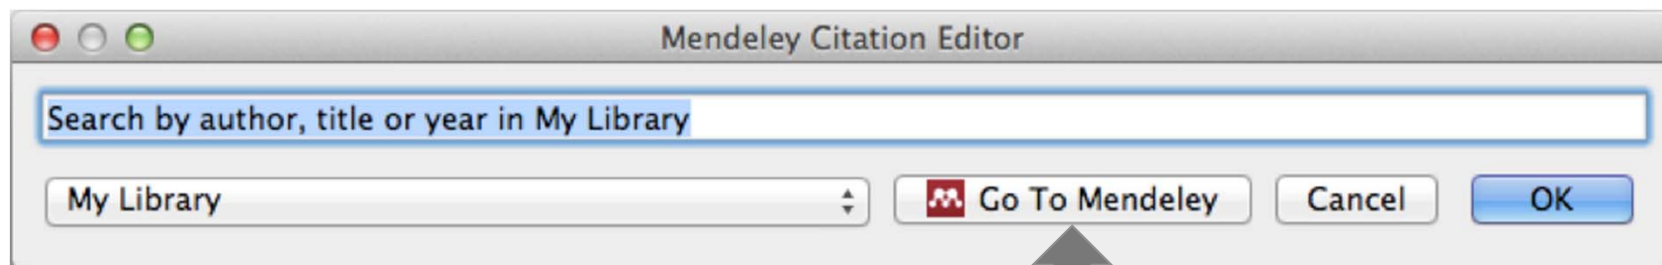 Mendeley Citation Editor
Search by author, title or year in My Library
My Library Go To Mendeley Cancel OK